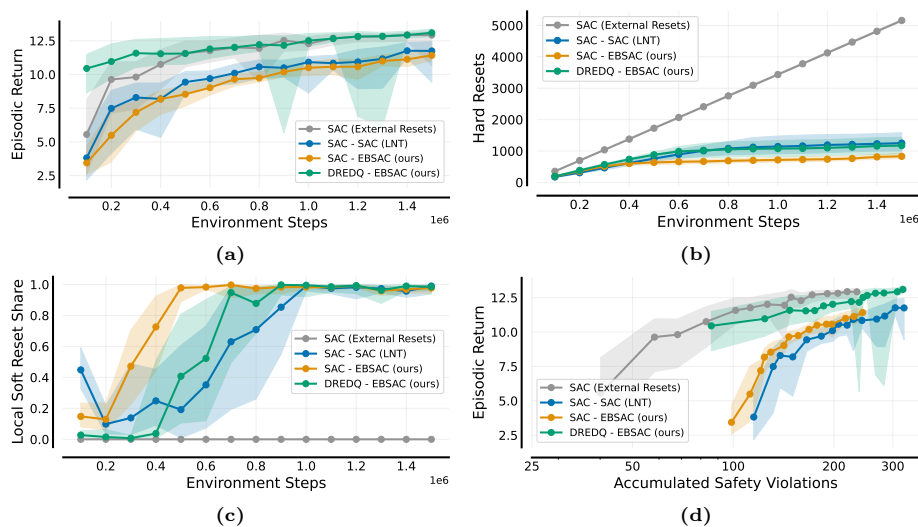 12.5
10.0
7.5
5.0
2.5
Episodic Return
SAC (External Resets)
SAC - SAC (LNT)
SAC - EBSAC (ours)
DREDQ - EBSAC (ours)
0.2 0.4 0.6 0.8 1.0 1.2 1.4
1e6
Environment Steps
(a)
5000
4000
3000
2000
1000
0
Hard Resets
SAC (External Resets)
SAC - SAC (LNT)
SAC - EBSAC (ours)
DREDQ - EBSAC (ours)
0.2 0.4 0.6 0.8 1.0 1.2 1.4
1e6
Environment Steps
(b)
1.0
0.8
0.6
0.4
0.2
0.0
Local Soft Reset Share
SAC (External Resets)
SAC - SAC (LNT)
SAC - EBSAC (ours)
DREDQ - EBSAC (ours)
0.2 0.4 0.6 0.8 1.0 1.2 1.4
1e6
Environment Steps
(c)
12.5
10.0
7.5
5.0
2.5
Episodic Return
SAC (External Resets)
SAC - SAC (LNT)
SAC - EBSAC (ours)
DREDQ - EBSAC (ours)
25 50 100 200 300
Accumulated Safety Violations
(d)